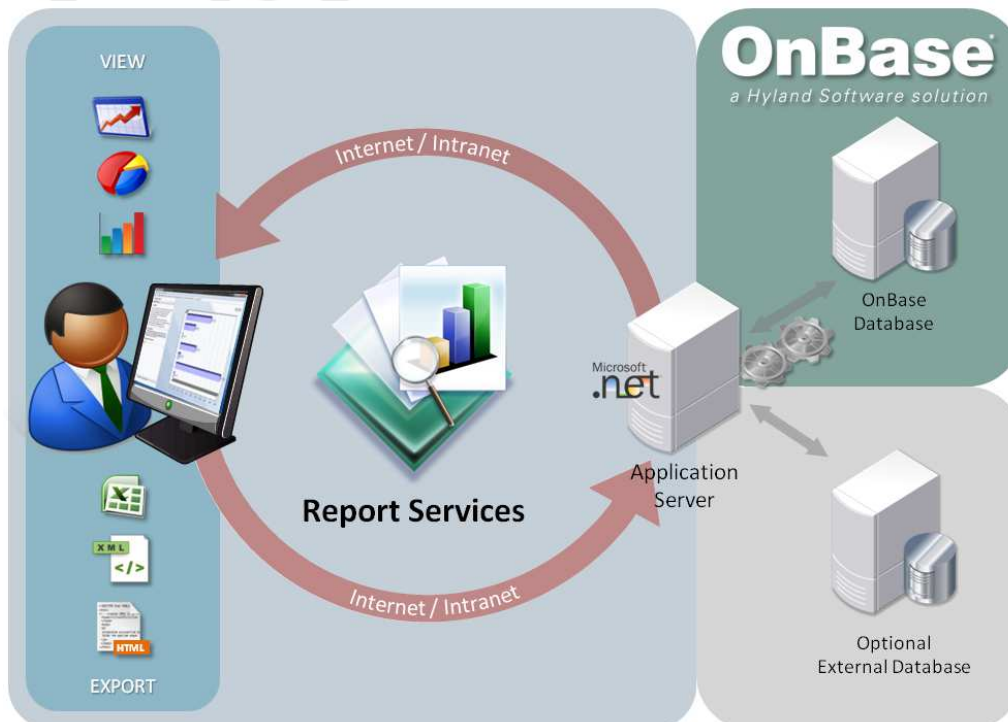 VIEW
OnBase®
a Hyland Software solution
Internet / Intranet
OnBase
Database
Microsoft
.net
Application
Server
Report Services
XML
</>
Internet / Intranet
HTML
EXPORT
Optional
External Database